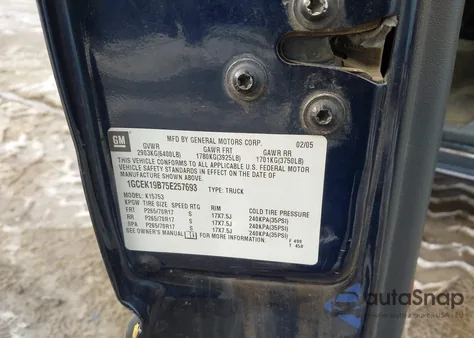 GM
MFD. BY GENERAL MOTORS CORP. 02/05
GVWR GAWR FRT GAWR RR
2903KG(6400LB) 1780KG(3925LB) 1701KG(3750LB)
THIS VEHICLE CONFORMS TO ALL APPLICABLE U.S. FEDERAL MOTOR
VEHICLE SAFETY STANDARDS IN EFFECT ON THE DATE OF
MANUFACTURE SHOWN ABOVE.
1GCEK19B75E257693 TYPE: TRUCK
MODEL: K15753
KPGW TIRE SIZE SPEED RTG RIM COLD TIRE PRESSURE
FRT P265/70R17 S 17X7.5J 240KPA(35PSI)
RR P265/70R17 S 17X7.5J 240KPA(35PSI)
SPA P265/70R17 S 17X7.5J 240KPA(35PSI)
SEE OWNER'S MANUAL FOR MORE INFORMATION.
autaSnap